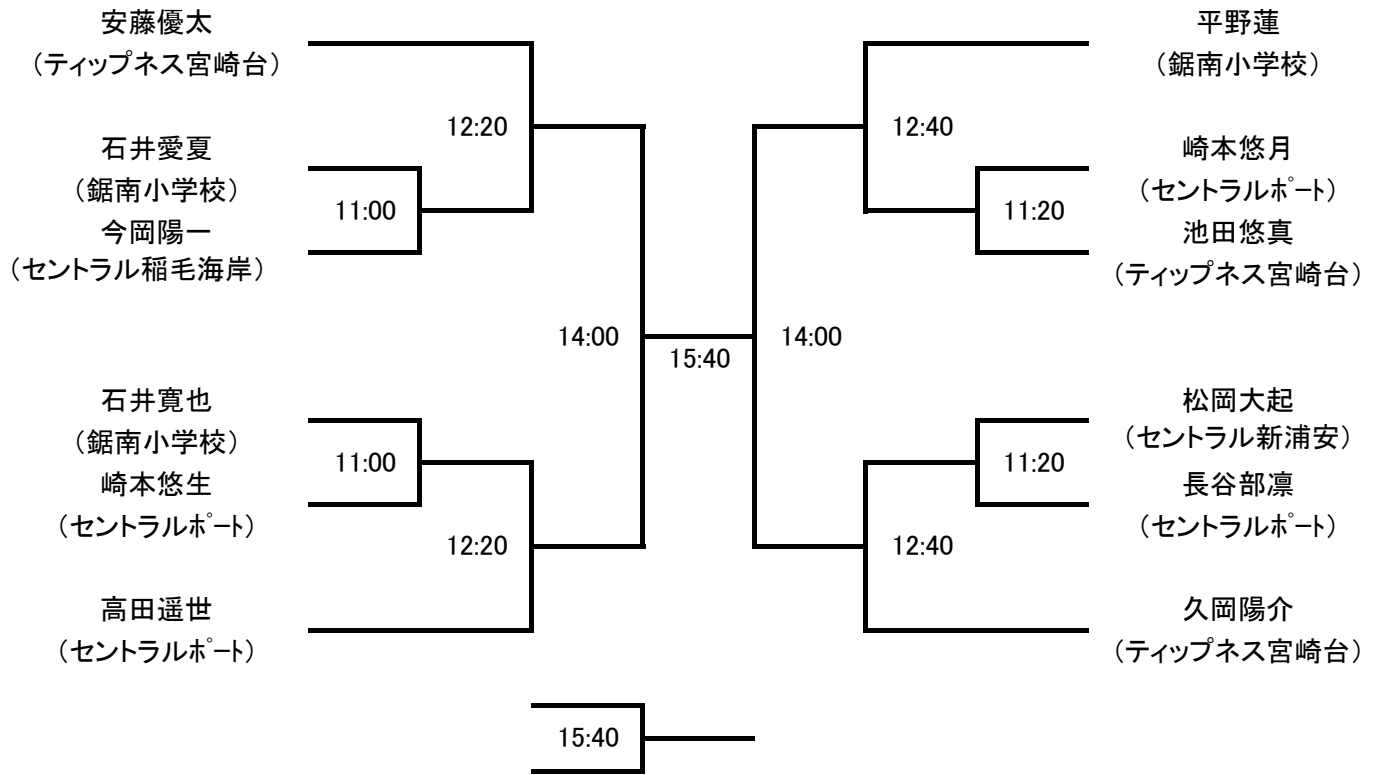 安藤優太
(ティップネス宮崎台)
12:20
石井愛夏
(鋸南小学校)
11:00
今岡陽一
(セントラル稲毛海岸)
14:00
石井寛也
(鋸南小学校)
11:00
崎本悠生
(セントラルポート)
12:20
高田遥世
(セントラルポート)
15:40
平野蓮
(鋸南小学校)
12:40
崎本悠月
(セントラルポート)
11:20
池田悠真
(ティップネス宮崎台)
14:00
松岡大起
(セントラル新浦安)
11:20
長谷部凛
(セントラルポート)
12:40
久岡陽介
(ティップネス宮崎台)
15:40